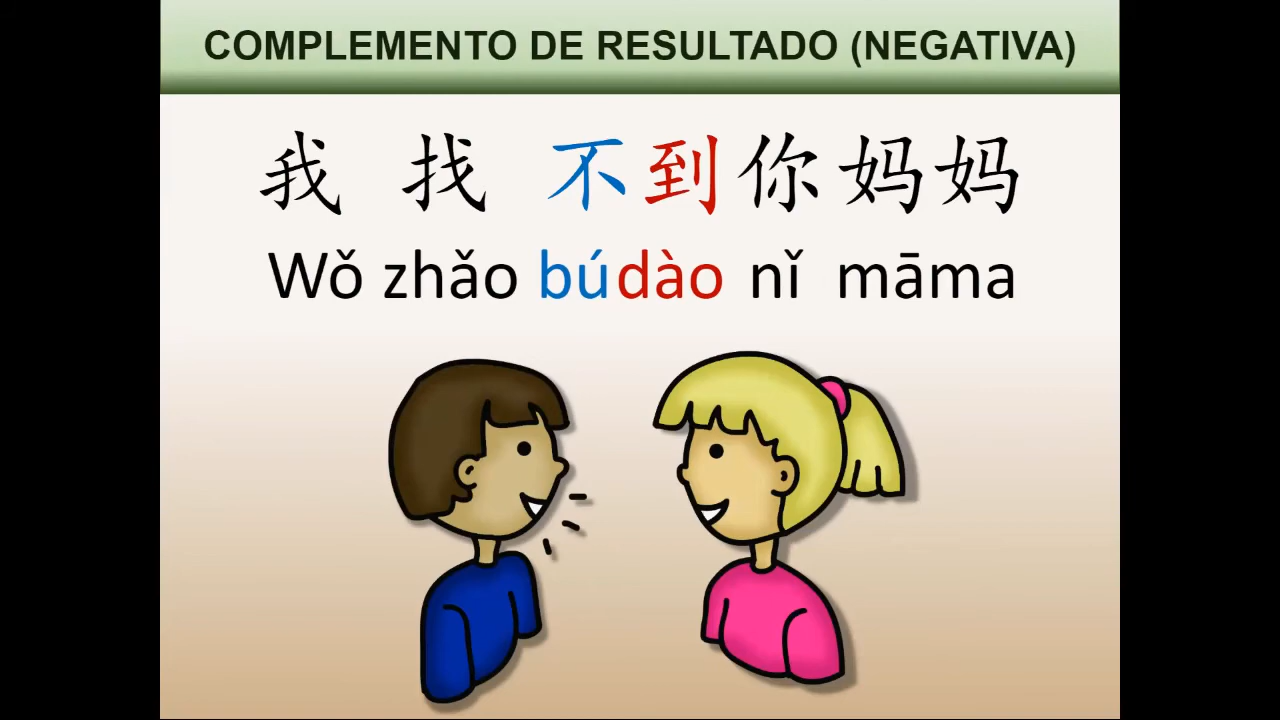 COMPLEMENTO DE RESULTADO (NEGATIVA)
我 找 不到你妈妈
Wǒ zhǎo búdào nǐ māma